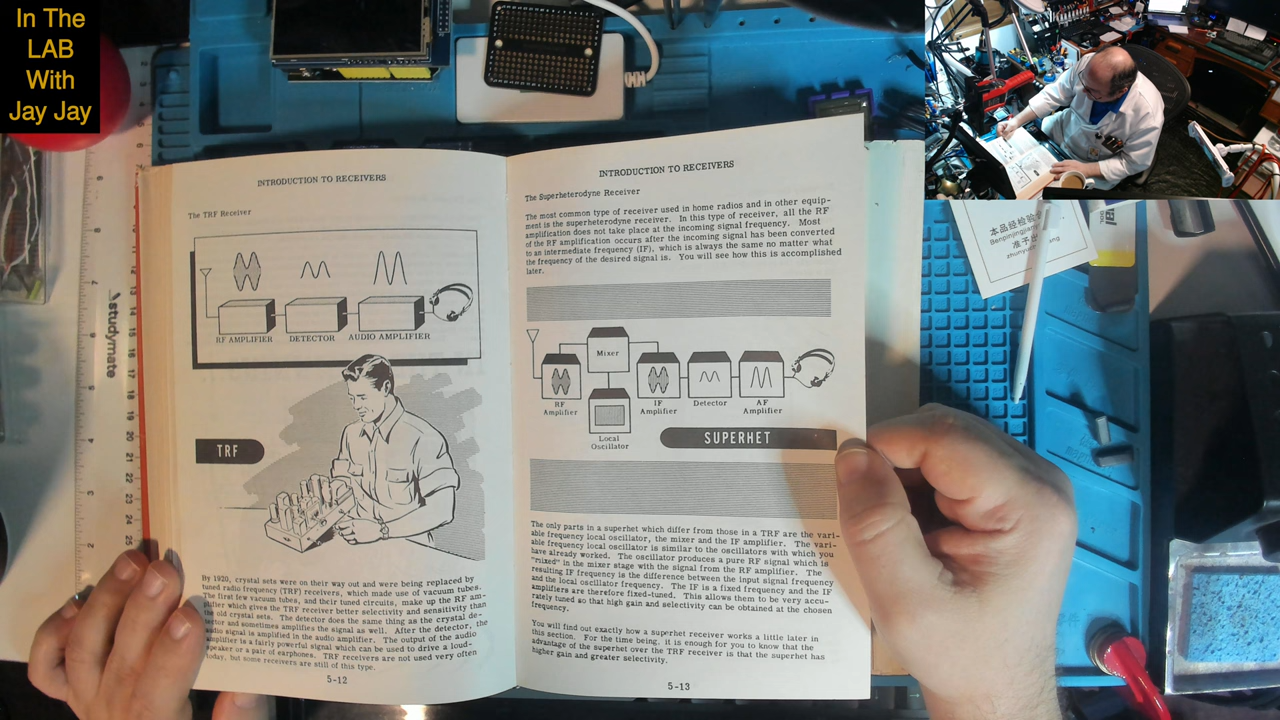 In The
LAB
With
Jay Jay
INTRODUCTION TO RECEIVERS
The TRF Receiver
RF AMPLIFIER
DETECTOR
AUDIO AMPLIFIER
TRF
By 1920, crystal sets were on their way out and were being replaced by
tuned radio frequency (TRF) receivers, which made use of vacuum tubes.
The first few vacuum tubes, and their tuned circuits, make up the RF am-
plifier which gives the TRF receiver better selectivity and sensitivity than
the old crystal sets. The detector does the same thing as the crystal de-
tector and sometimes amplifies the signal as well. After the detector, the
audio signal is amplified in the audio amplifier. The output of the audio
amplifier is a fairly powerful signal which can be used to drive a loud-
speaker or a pair of earphones. TRF receivers are not used very often
today, but some receivers are still of this type.
5-12
INTRODUCTION TO RECEIVERS
The Superheterodyne Receiver
The most common type of receiver used in home radios and in other equip-
ment is the superheterodyne receiver. In this type of receiver, all the RF
amplification does not take place at the incoming signal frequency. Most
of the RF amplification occurs after the incoming signal has been converted
to an intermediate frequency (IF), which is always the same no matter what
the frequency of the desired signal is. You will see how this is accomplished
later.
Mixer
RF
Amplifier
IF
Amplifier
Detector
AF
Amplifier
Local
Oscillator
SUPERHET
The only parts in a superhet which differ from those in a TRF are the vari-
able frequency local oscillator, the mixer and the IF amplifier. The vari-
able frequency local oscillator is similar to the oscillators with which you
have already worked. The oscillator produces a pure RF signal which is
"mixed" in the mixer stage with the signal from the RF amplifier. The
resulting IF frequency is the difference between the input signal frequency
and the local oscillator frequency. The IF is a fixed frequency and the IF
amplifiers are therefore fixed-tuned. This allows them to be very accu-
rately tuned so that high gain and selectivity can be obtained at the chosen
frequency.
You will find out exactly how a superhet receiver works a little later in
this section. For the time being, it is enough for you to know that the
advantage of the superhet over the TRF receiver is that the superhet has
higher gain and greater selectivity.
5-13
studymate
本品经检验
Benpinjingjian
准予出
zhunyu